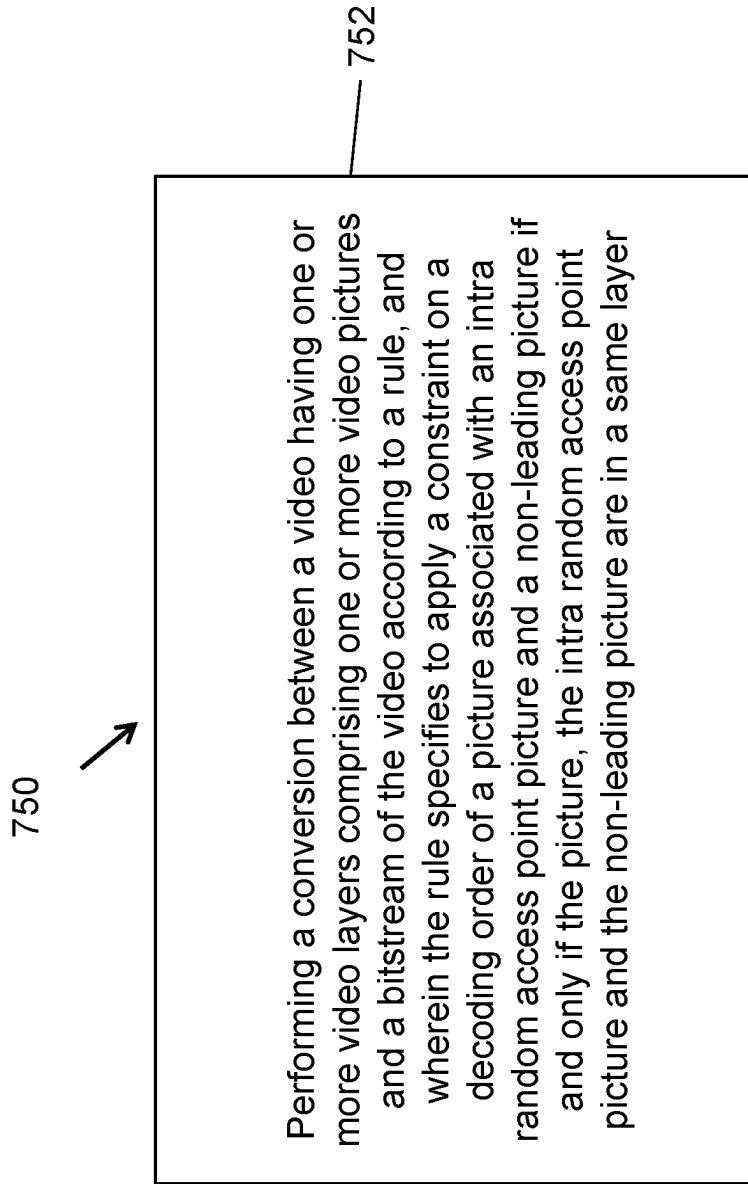 750
752
Performing a conversion between a video having one or
more video layers comprising one or more video pictures
and a bitstream of the video according to a rule, and
wherein the rule specifies to apply a constraint on a
decoding order of a picture associated with an intra
random access point picture and a non-leading picture if
and only if the picture, the intra random access point
picture and the non-leading picture are in a same layer